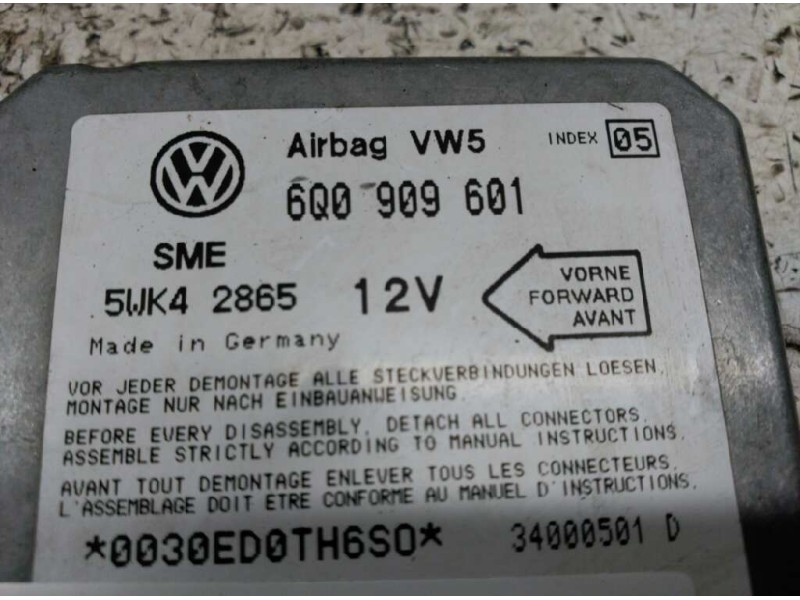 Airbag VW5 INDEX 05
6Q0 909 601
SME
5WK4 2865 12V
VORNE
FORWARD
AVANT
Made in Germany
VOR JEDER DEMONTAGE ALLE STECKVERBINDUNGEN LOESEN.
MONTAGE NUR NACH EINBAUANWEISUNG.
BEFORE EVERY DISASSEMBLY, DETACH ALL CONNECTORS.
ASSEMBLE STRICTLY ACCORDING TO MANUAL INSTRUCTIONS.
AVANT TOUT DEMONTAGE ENLEVER TOUS LES CONNECTEURS.
L'ASSEMBLAGE DOIT ETRE CONFORME AU MANUEL D'INSTRUCTIONS.
*0030ED0TH6SO* 34000501 D